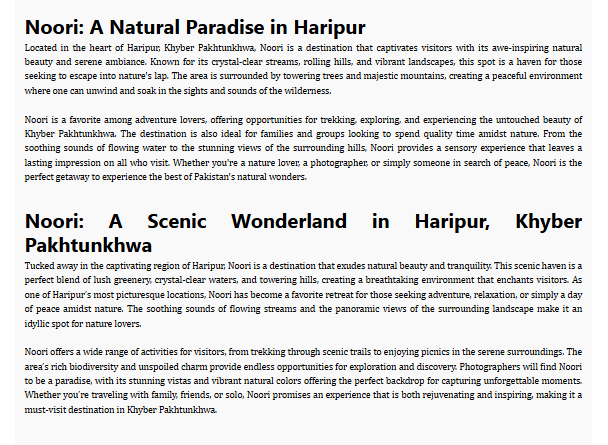 Noori: A Natural Paradise in Haripur
Located in the heart of Haripur, Khyber Pakhtunkhwa, Noori is a destination that captivates visitors with its awe-inspiring natural
beauty and serene ambiance. Known for its crystal-clear streams, rolling hills, and vibrant landscapes, this spot is a haven for those
seeking to escape into nature's lap. The area is surrounded by towering trees and majestic mountains, creating a peaceful environment
where one can unwind and soak in the sights and sounds of the wilderness.
Noori is a favorite among adventure lovers, offering opportunities for trekking, exploring, and experiencing the untouched beauty of
Khyber Pakhtunkhwa. The destination is also ideal for families and groups looking to spend quality time amidst nature. From the
soothing sounds of flowing water to the stunning views of the surrounding hills, Noori provides a sensory experience that leaves a
lasting impression on all who visit. Whether you're a nature lover, a photographer, or simply someone in search of peace, Noori is the
perfect getaway to experience the best of Pakistan's natural wonders.
Noori: A Scenic Wonderland in Haripur, Khyber
Pakhtunkhwa
Tucked away in the captivating region of Haripur, Noori is a destination that exudes natural beauty and tranquility. This scenic haven is a
perfect blend of lush greenery, crystal-clear waters, and towering hills, creating a breathtaking environment that enchants visitors. As
one of Haripur's most picturesque locations, Noori has become a favorite retreat for those seeking adventure, relaxation, or simply a day
of peace amidst nature. The soothing sounds of flowing streams and the panoramic views of the surrounding landscape make it an
idyllic spot for nature lovers.
Noori offers a wide range of activities for visitors, from trekking through scenic trails to enjoying picnics in the serene surroundings. The
area's rich biodiversity and unspoiled charm provide endless opportunities for exploration and discovery. Photographers will find Noori
to be a paradise, with its stunning vistas and vibrant natural colors offering the perfect backdrop for capturing unforgettable moments.
Whether you're traveling with family, friends, or solo, Noori promises an experience that is both rejuvenating and inspiring, making it a
must-visit destination in Khyber Pakhtunkhwa.